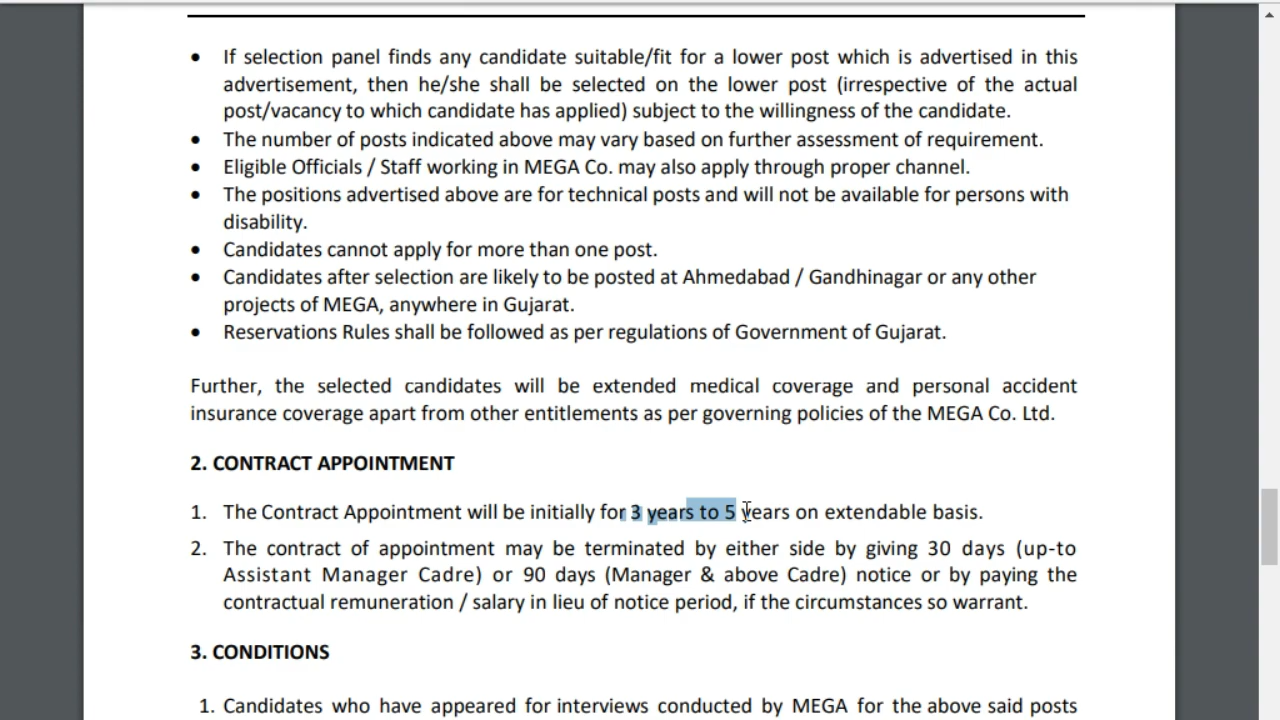 • If selection panel finds any candidate suitable/fit for a lower post which is advertised in this
advertisement, then he/she shall be selected on the lower post (irrespective of the actual
post/vacancy to which candidate has applied) subject to the willingness of the candidate.
• The number of posts indicated above may vary based on further assessment of requirement.
• Eligible Officials / Staff working in MEGA Co. may also apply through proper channel.
• The positions advertised above are for technical posts and will not be available for persons with
disability.
• Candidates cannot apply for more than one post.
• Candidates after selection are likely to be posted at Ahmedabad / Gandhinagar or any other
projects of MEGA, anywhere in Gujarat.
• Reservations Rules shall be followed as per regulations of Government of Gujarat.
Further, the selected candidates will be extended medical coverage and personal accident
insurance coverage apart from other entitlements as per governing policies of the MEGA Co. Ltd.
2. CONTRACT APPOINTMENT
1. The Contract Appointment will be initially for 3 years to 5 years on extendable basis.
2. The contract of appointment may be terminated by either side by giving 30 days (up-to
Assistant Manager Cadre) or 90 days (Manager & above Cadre) notice or by paying the
contractual remuneration / salary in lieu of notice period, if the circumstances so warrant.
3. CONDITIONS
1. Candidates who have appeared for interviews conducted by MEGA for the above said posts